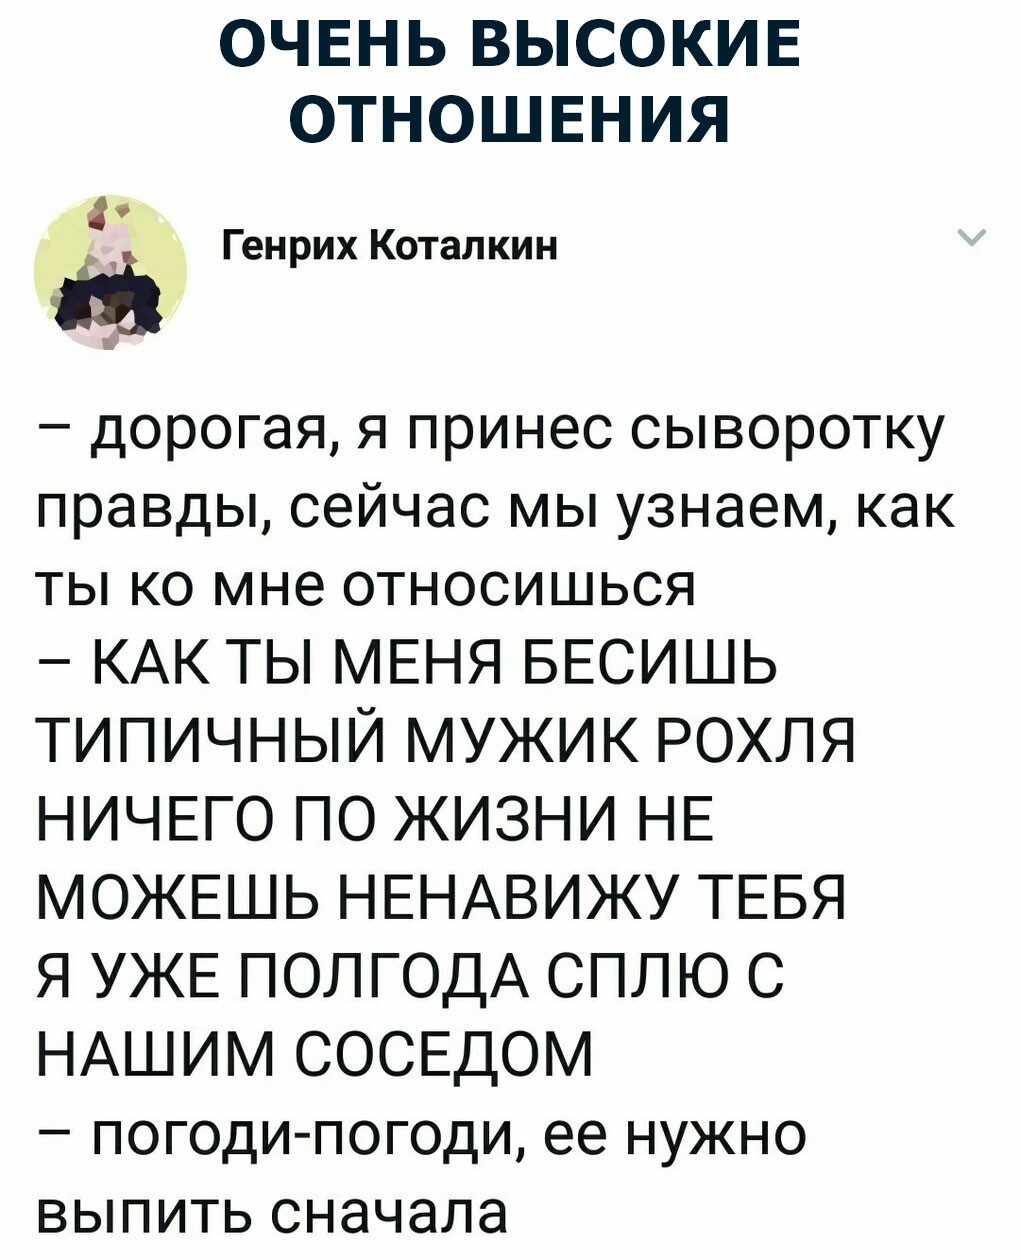 ОЧЕНЬ ВЫСОКИЕ
ОТНОШЕНИЯ
Генрих Коталкин
– дорогая, я принес сыворотку
правды, сейчас мы узнаем, как
ты ко мне относишься
– КАК ТЫ МЕНЯ БЕСИШЬ
ТИПИЧНЫЙ МУЖИК РОХЛЯ
НИЧЕГО ПО ЖИЗНИ НЕ
МОЖЕШЬ НЕНАВИЖУ ТЕБЯ
Я УЖЕ ПОЛГОДА СПЛЮ С
НАШИМ СОСЕДОМ
– погоди-погоди, ее нужно
выпить сначала